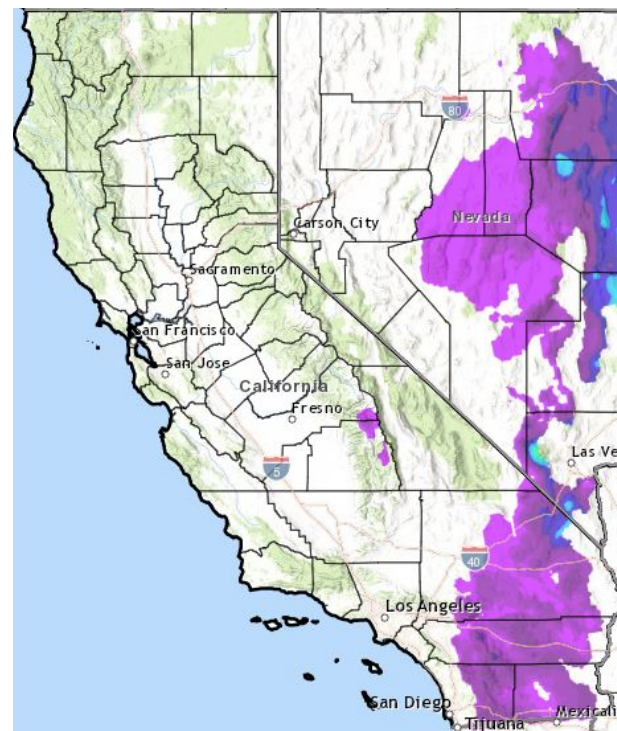 80
Nevada
Carson City
Sacramento
San Francisco
San Jose
California
Fresno
5
Las Ve
40
Los Angeles
San Diego
Tijuana
Mexicali